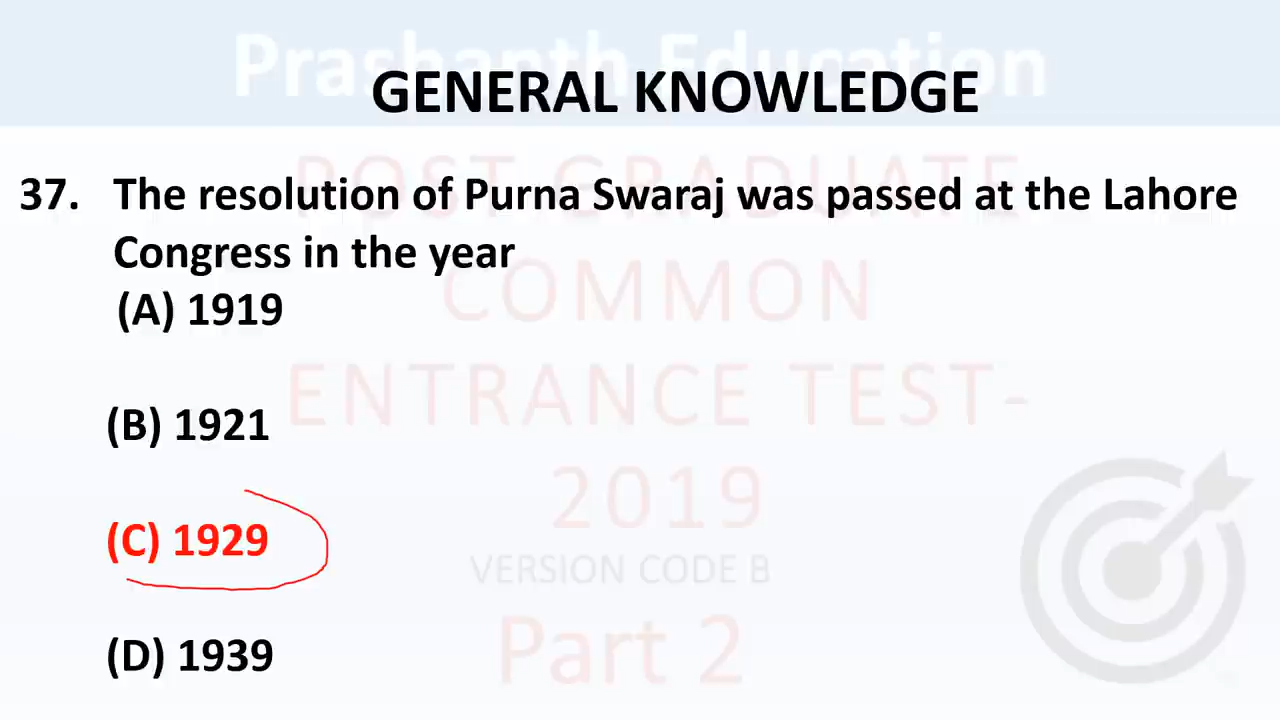 Prashanth Education
GENERAL KNOWLEDGE
POST GRADUATE
37. The resolution of Purna Swaraj was passed at the Lahore
Congress in the year
COMMON
(A) 1919
ENTRANCE TEST-
(B) 1921
2019
(C) 1929
VERSION CODE B
Part 2
(D) 1939